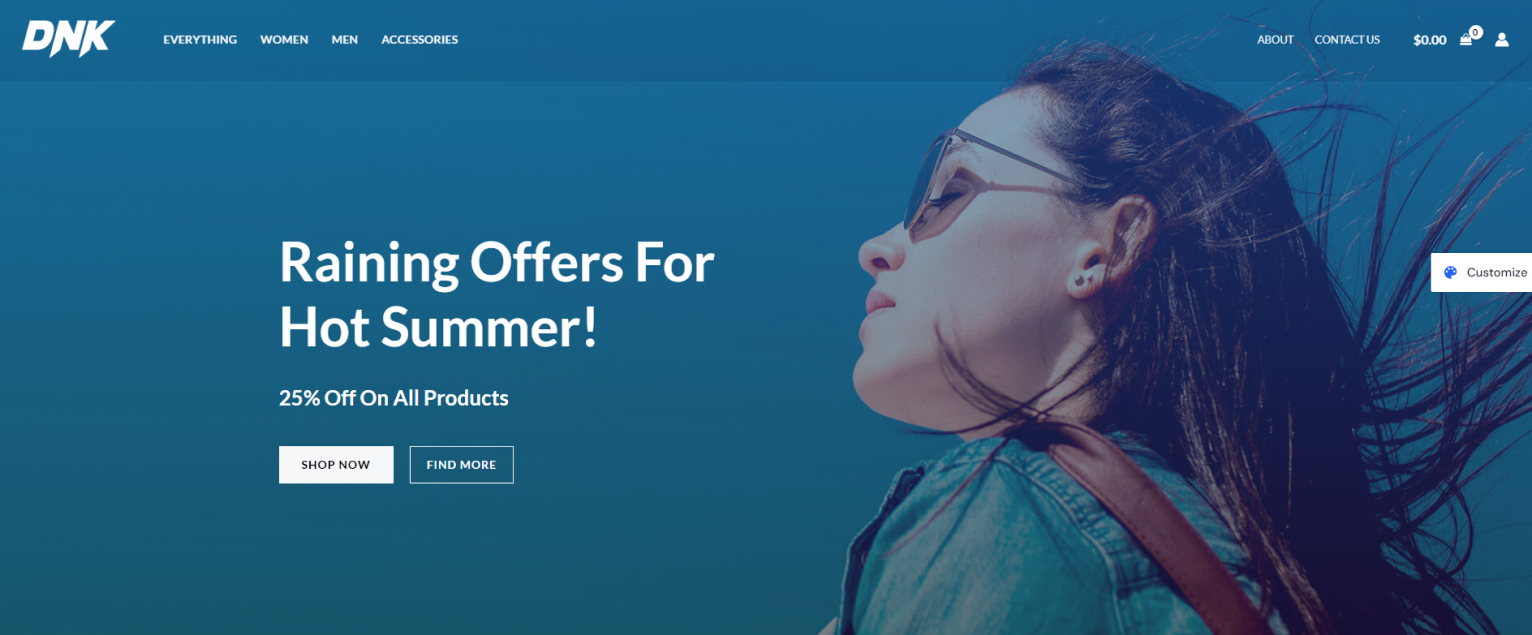 DNK
EVERYTHING WOMEN MEN ACCESSORIES
ABOUT CONTACT US $0.00 0
Customize
Raining Offers For
Hot Summer!
25% Off On All Products
SHOP NOW FIND MORE